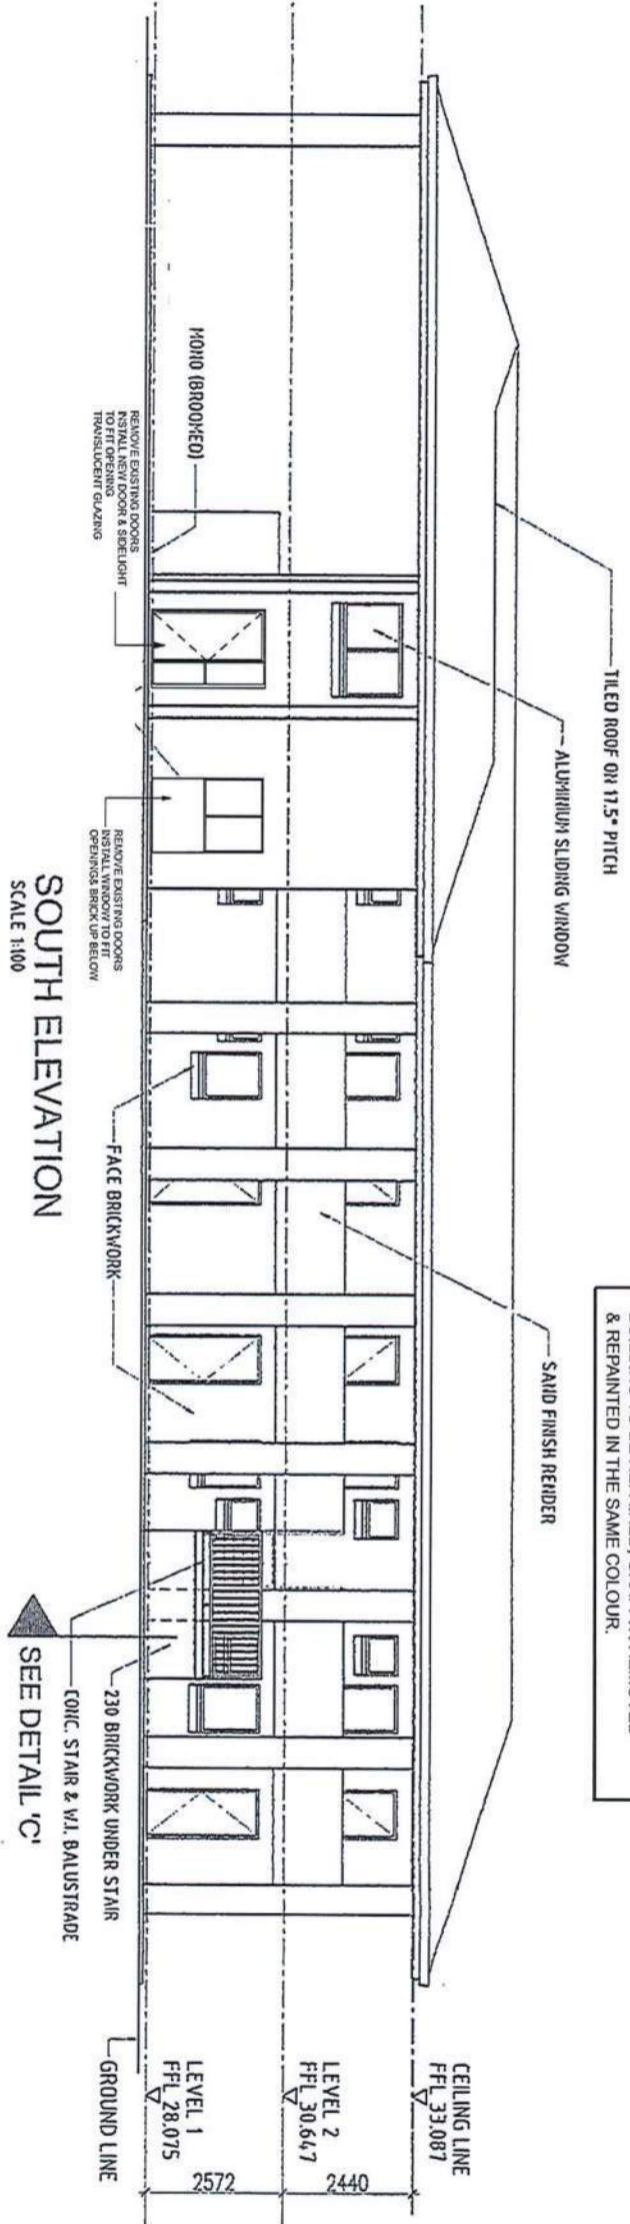 & REPAINTED IN THE SAME COLOUR.
TILED ROOF ON 17.5° PITCH
ALUMINIUM SLIDING WINDOW
SAND FINISH RENDER
CEILING LINE
FFL 33.087
LEVEL 2
FFL 30.647
LEVEL 1
FFL 28.075
2440
2572
GROUND LINE
MONO (BROOMED)
REMOVE EXISTING DOORS
INSTALL NEW DOOR & SIDELIGHT
TO FIT OPENING
TRANSLUCENT GLAZING
REMOVE EXISTING DOORS
INSTALL WINDOW TO FIT
OPENING& BRICK UP BELOW
FACE BRICKWORK
230 BRICKWORK UNDER STAIR
CONC. STAIR & W.I. BALUSTRADE
SEE DETAIL 'C'
SOUTH ELEVATION
SCALE 1:100